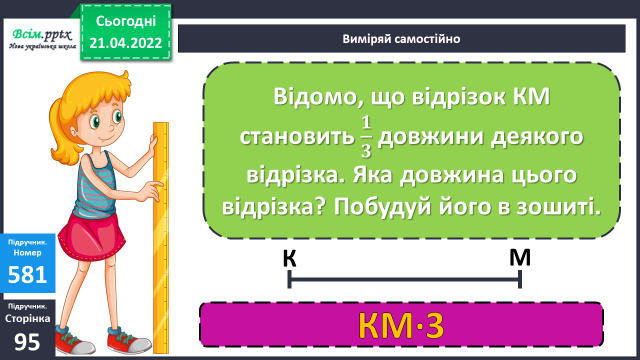 Всім.pptx
Нова українська школа
Сьогодні
21.04.2022
Виміряй самостійно
Відомо, що відрізок КМ
становить 1/3 довжини деякого
відрізка. Яка довжина цього
відрізка? Побудуй його в зошиті.
К М
КМ·3
Підручник.
Номер
581
Підручник.
Сторінка
95